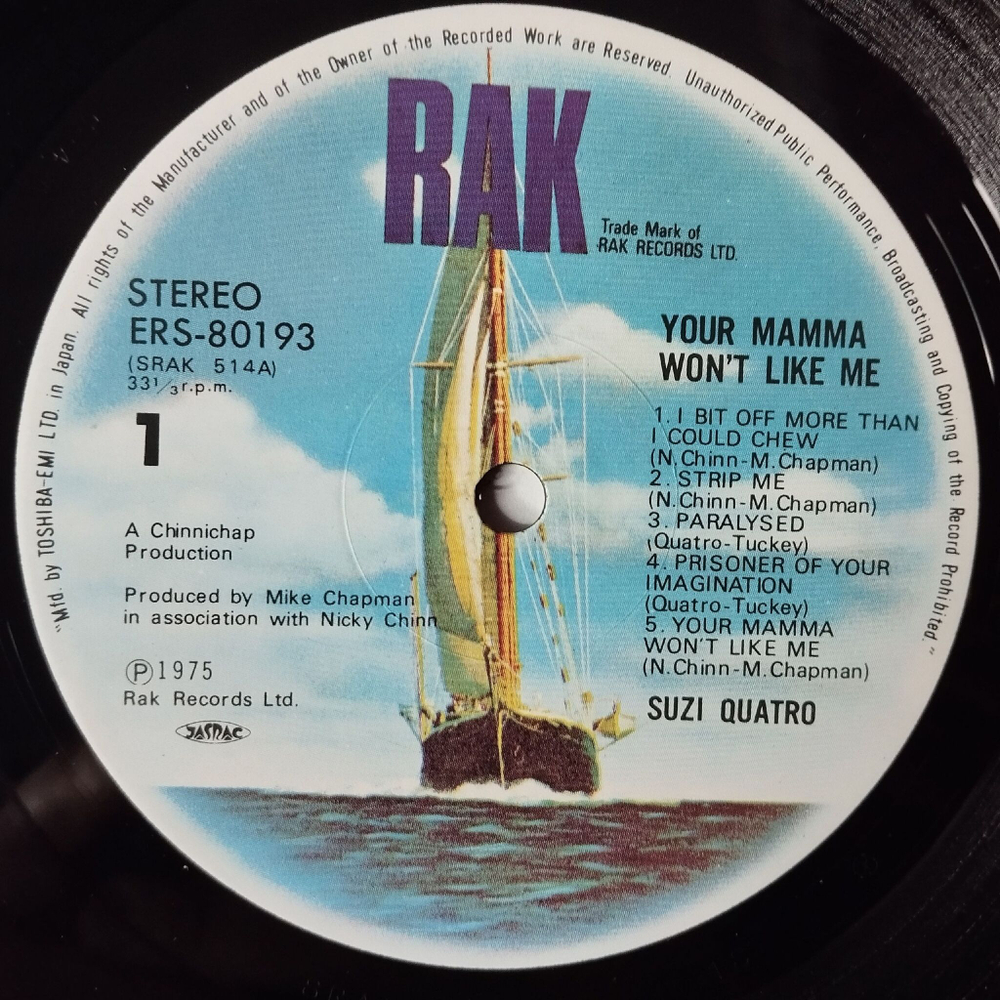 "Mfd. by TOSHIBA-EMI LTD. in Japan. All rights of the Manufacturer and of the Owner of the Recorded Work are Reserved. Unauthorized Public Performance, Broadcasting and Copying of the Record Prohibited."
RAK
Trade Mark of
RAK RECORDS LTD.
STEREO
ERS-80193
(SRAK 514A)
33 1/3 r.p.m.
1
A Chinnichap
Production
Produced by Mike Chapman
in association with Nicky Chinn
Ⓟ1975
Rak Records Ltd.
JASRAC
YOUR MAMMA
WON'T LIKE ME
1. I BIT OFF MORE THAN
I COULD CHEW
(N.Chinn-M.Chapman)
2. STRIP ME
(N.Chinn-M.Chapman)
3. PARALYSED
(Quatro-Tuckey)
4. PRISONER OF YOUR
IMAGINATION
(Quatro-Tuckey)
5. YOUR MAMMA
WON'T LIKE ME
(N.Chinn-M.Chapman)
SUZI QUATRO